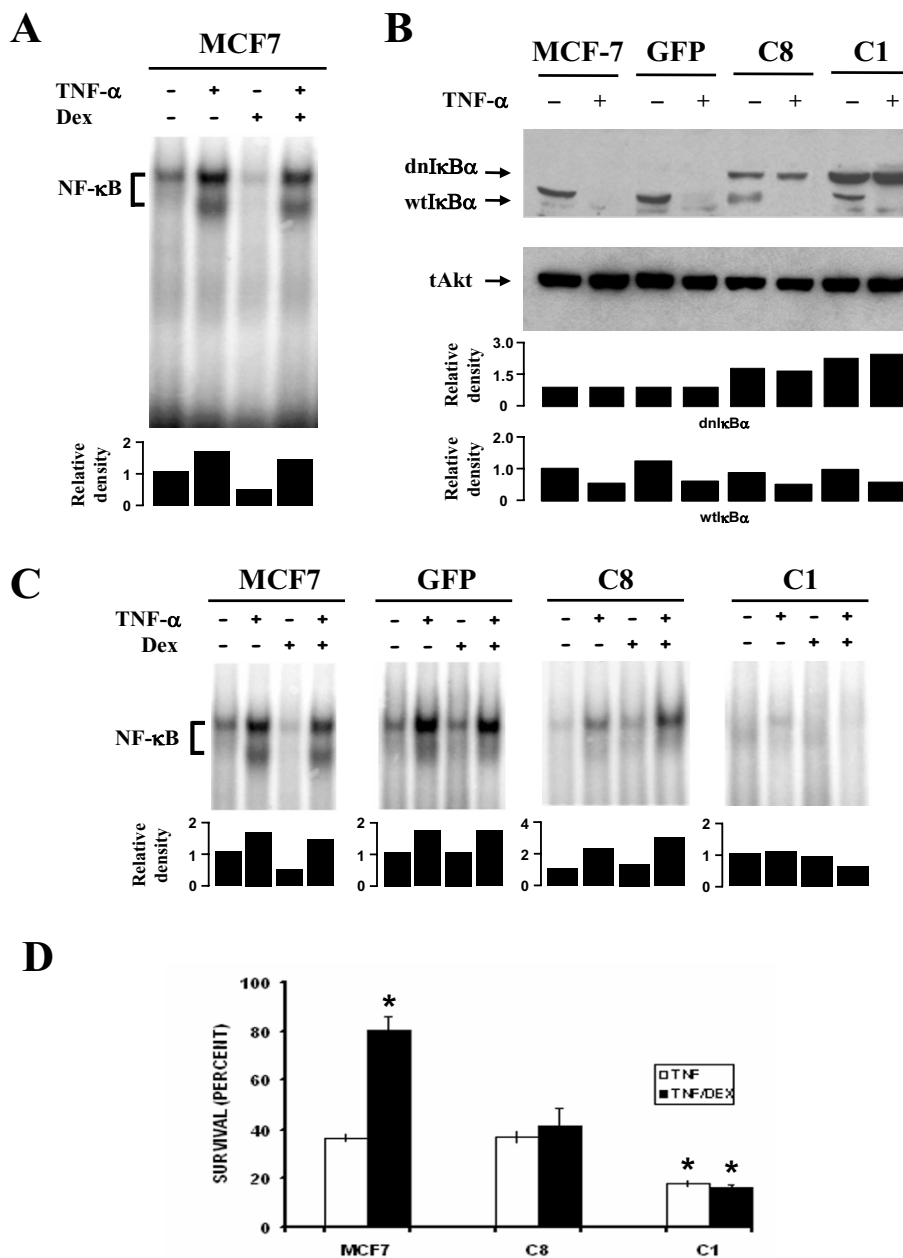 A
MCF7
TNF-α - + - +
Dex - - + +
NF-κB
2
1
0
Relative density
B
MCF-7 GFP C8 C1
TNF-α - + - + - + - +
dnIκBα
wtIκBα
tAkt
3.0
1.5
0
Relative density
dnIκBα
2.0
1.0
0
Relative density
wtIκBα
C
MCF7 GFP C8 C1
TNF-α - + - + - + - + - + - + - + - +
Dex - - + + - - + + - - + + - - + +
NF-κB
Relative density
2 2 4 2
1 1 2 1
0 0 0 0
D
SURVIVAL (PERCENT)
100
80
60
40
20
0
* * *
TNF
TNF/DEX
MCF7 C8 C1